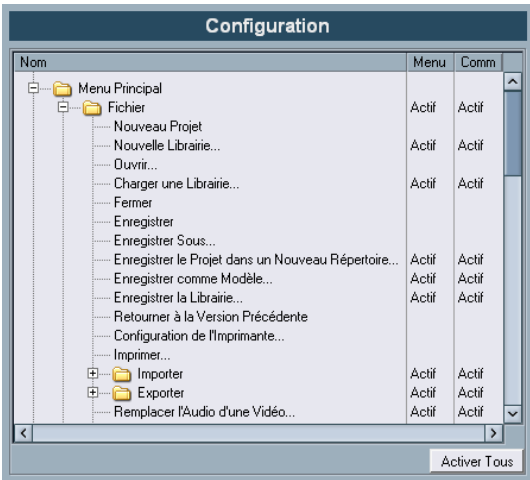 Configuration
Nom Menu Comm
Menu Principal
Fichier Actif Actif
Nouveau Projet
Nouvelle Librairie... Actif Actif
Ouvrir...
Charger une Librairie... Actif Actif
Fermer
Enregistrer
Enregistrer Sous...
Enregistrer le Projet dans un Nouveau Répertoire... Actif Actif
Enregistrer comme Modèle... Actif Actif
Enregistrer la Librairie... Actif Actif
Retourner à la Version Précédente
Configuration de l'Imprimante...
Imprimer...
Importer Actif Actif
Exporter Actif Actif
Remplacer l'Audio d'une Vidéo... Actif Actif
Activer Tous